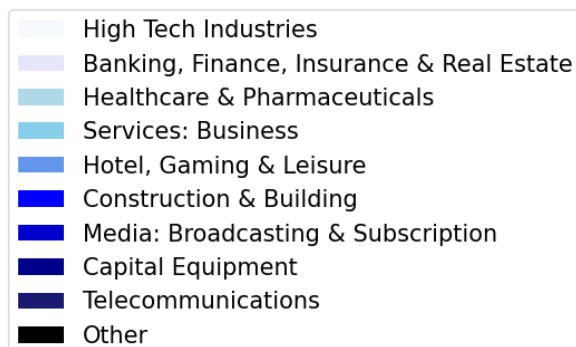 High Tech Industries
Banking, Finance, Insurance & Real Estate
Healthcare & Pharmaceuticals
Services: Business
Hotel, Gaming & Leisure
Construction & Building
Media: Broadcasting & Subscription
Capital Equipment
Telecommunications
Other